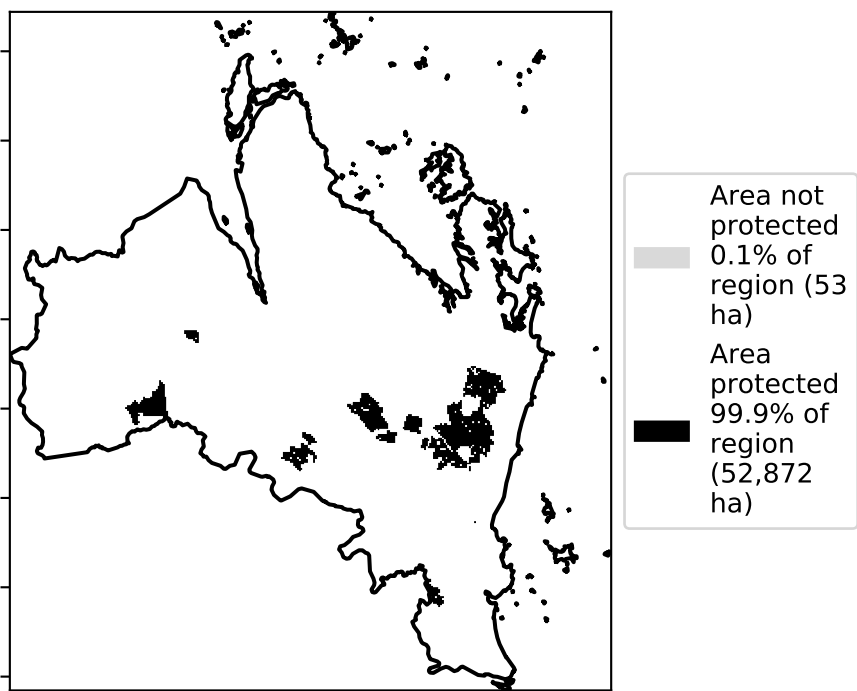 Area not
protected
0.1% of
region (53
ha)
Area
protected
99.9% of
region
(52,872
ha)